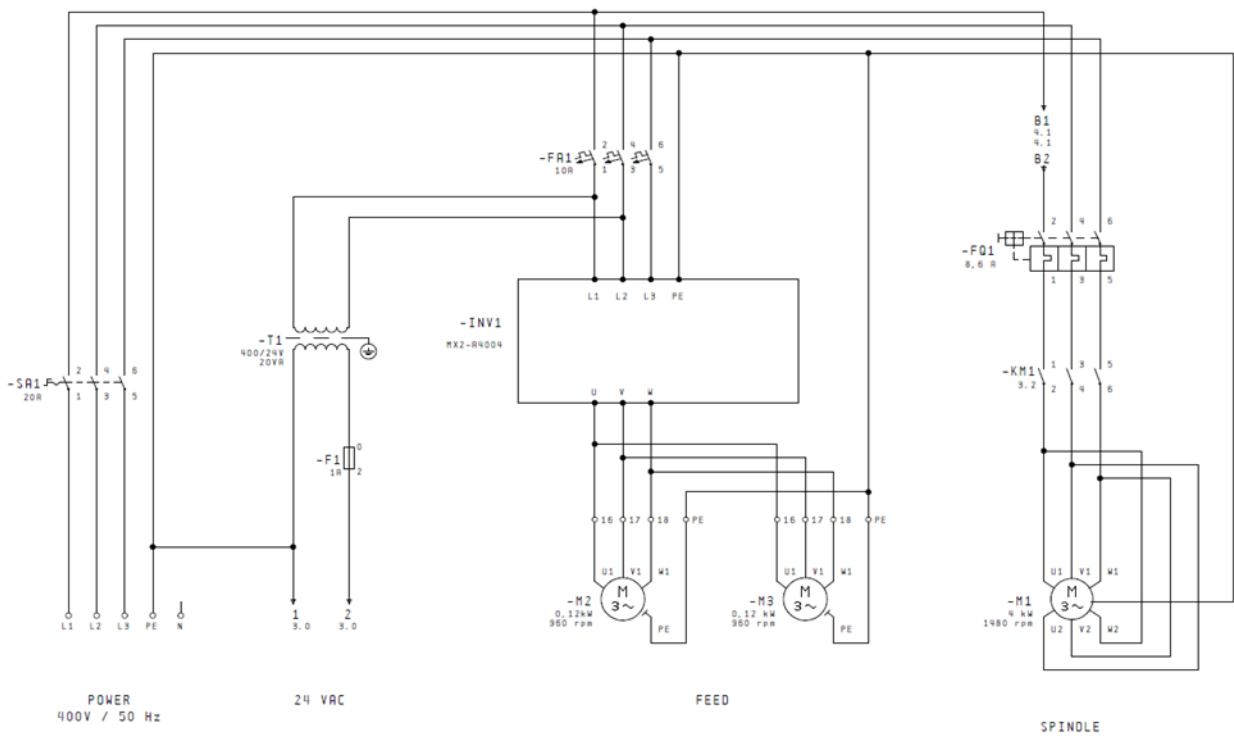 B1
4.1
4.1
B2
2 4 6
-FA1
10A
1 3 5
2 4 6
-FQ1
8,6 A
1 3 5
L1 L2 L3 PE
-INV1
MX2-A4004
U V W
-T1
400/24V
20VA
2 4 6
-SA1
20A
1 3 5
1 3 5
-KM1
3.2
2 4 6
0
-F1
1A
2
16 17 18 PE
16 17 18 PE
U1 V1 W1
M
3~
-M2
0,12kW
960 rpm
PE
U1 V1 W1
M
3~
-M3
0,12 kW
960 rpm
PE
U1 V1 W1
M
3~
-M1
4 kW
1480 rpm
U2 V2 W2
L1 L2 L3 PE N
1
3.0
2
3.0
POWER
400V / 50 Hz
24 VAC
FEED
SPINDLE